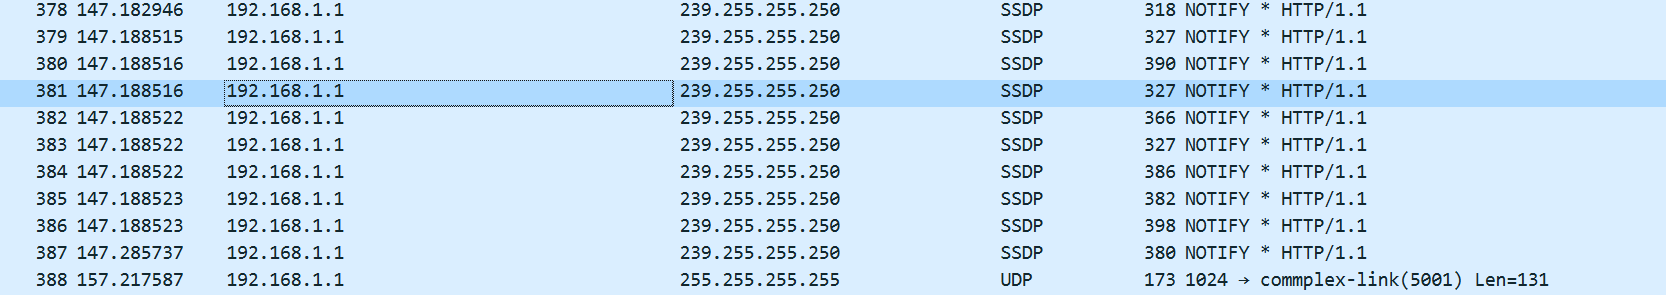 378 147.182946 192.168.1.1 239.255.255.250 SSDP 318 NOTIFY * HTTP/1.1
379 147.188515 192.168.1.1 239.255.255.250 SSDP 327 NOTIFY * HTTP/1.1
380 147.188516 192.168.1.1 239.255.255.250 SSDP 390 NOTIFY * HTTP/1.1
381 147.188516 192.168.1.1 239.255.255.250 SSDP 327 NOTIFY * HTTP/1.1
382 147.188522 192.168.1.1 239.255.255.250 SSDP 366 NOTIFY * HTTP/1.1
383 147.188522 192.168.1.1 239.255.255.250 SSDP 327 NOTIFY * HTTP/1.1
384 147.188522 192.168.1.1 239.255.255.250 SSDP 386 NOTIFY * HTTP/1.1
385 147.188523 192.168.1.1 239.255.255.250 SSDP 382 NOTIFY * HTTP/1.1
386 147.188523 192.168.1.1 239.255.255.250 SSDP 398 NOTIFY * HTTP/1.1
387 147.285737 192.168.1.1 239.255.255.250 SSDP 380 NOTIFY * HTTP/1.1
388 157.217587 192.168.1.1 255.255.255.255 UDP 173 1024 → commplex-link(5001) Len=131